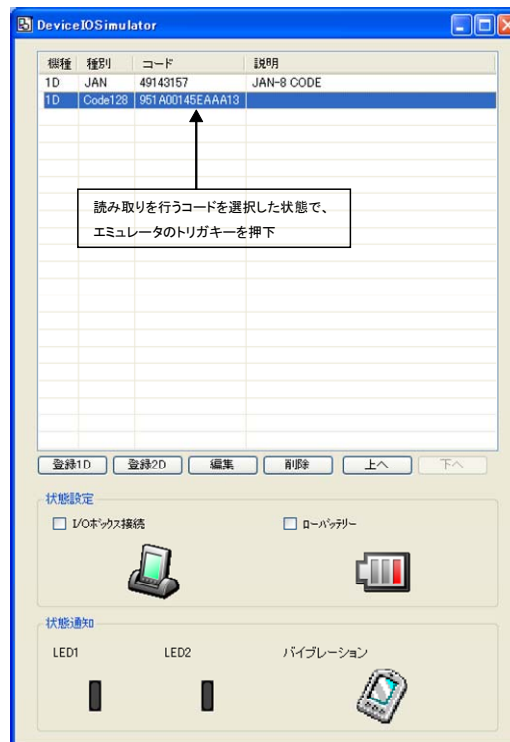 DeviceIOSimulator
機種 種別 コード 説明
1D JAN 49143157 JAN-8 CODE
1D Code128 951A00145EAAA13
読み取りを行うコードを選択した状態で、
エミュレータのトリガキーを押下
登録1D 登録2D 編集 削除 上へ 下へ
状態設定
I/Oボックス接続 ローバッテリー
状態通知
LED1 LED2 バイブレーション